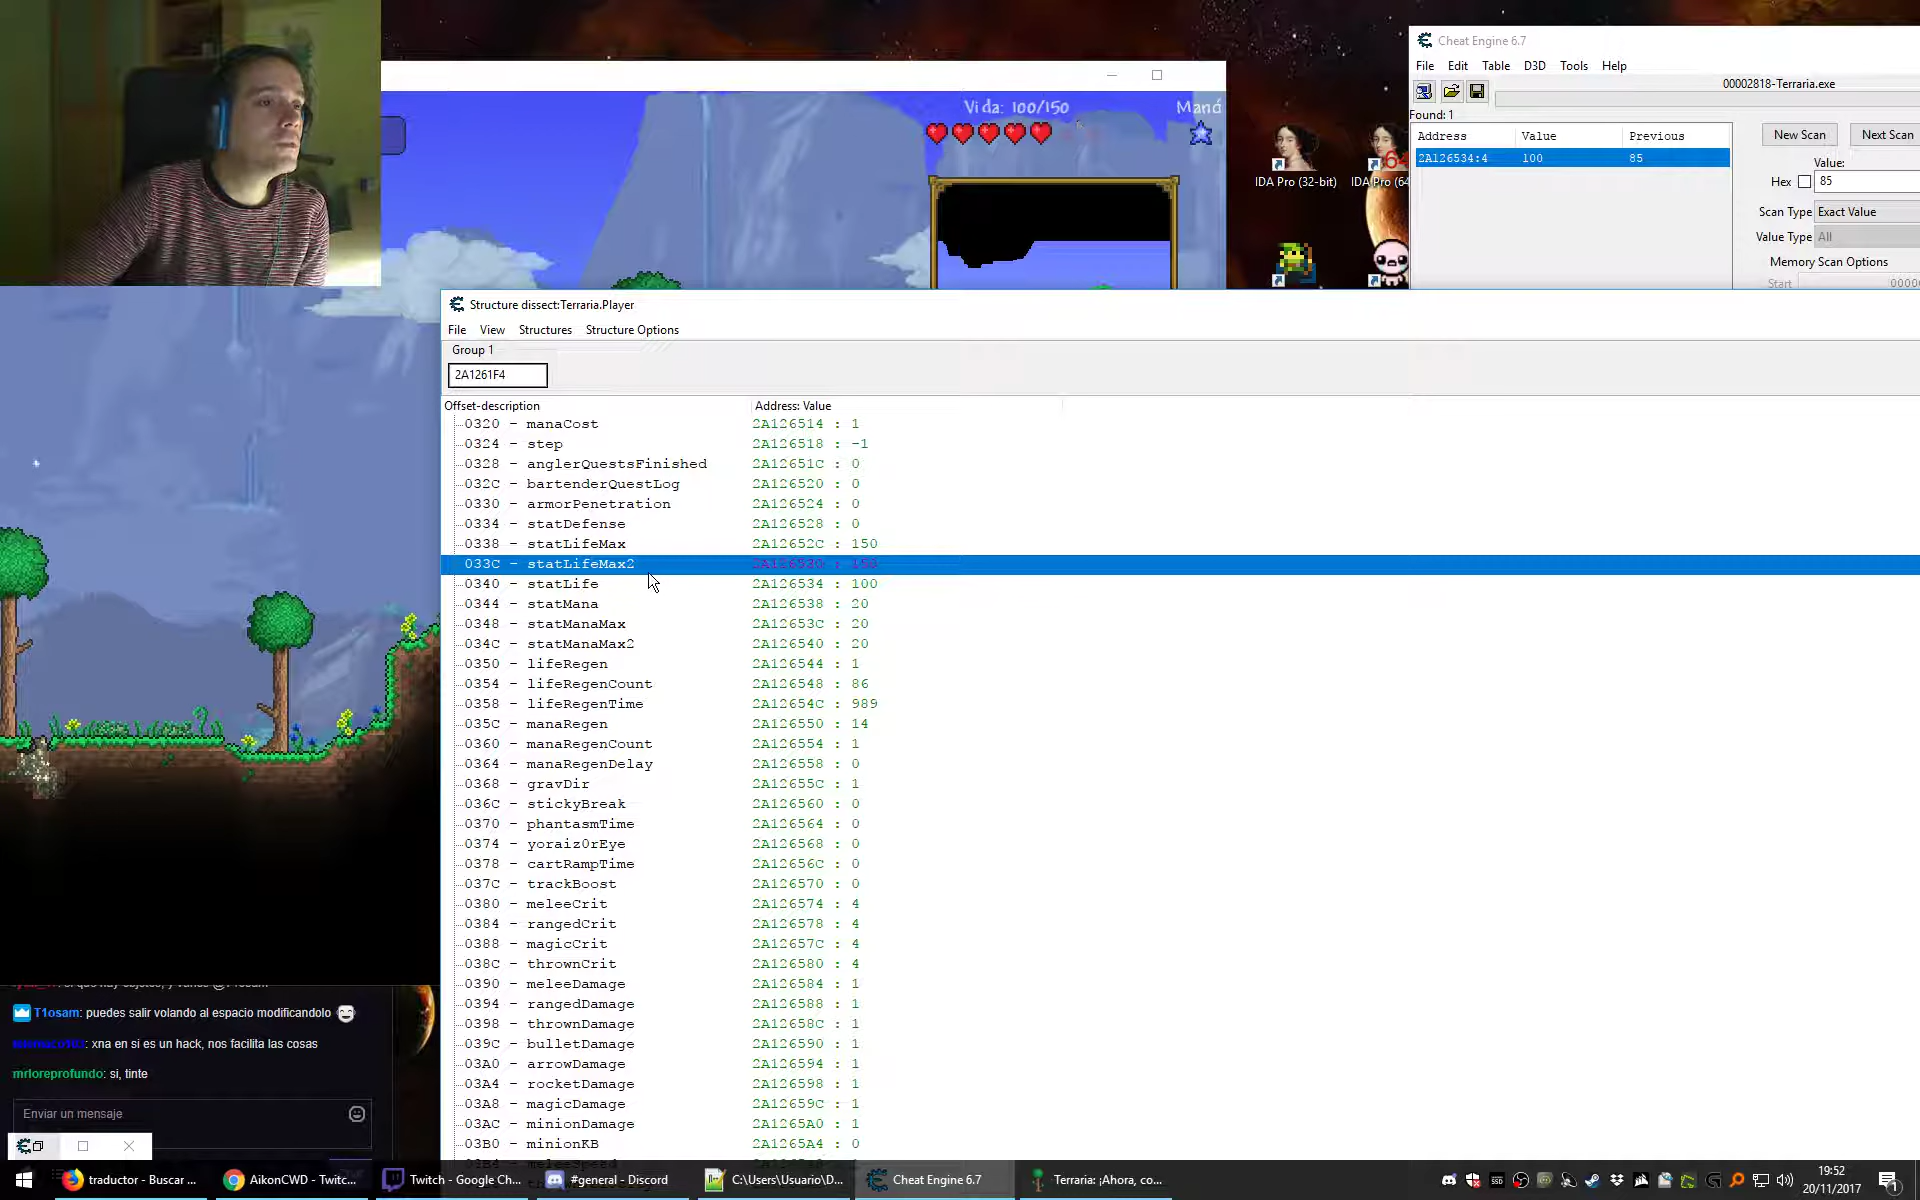 Cheat Engine 6.7
File Edit Table D3D Tools Help
00002818-Terraria.exe
Found: 1
Address Value Previous
2A126534:4 100 85
New Scan Next Scan
Value:
Hex 85
Scan Type Exact Value
Value Type All
Memory Scan Options
Start
Vida: 100/150
Maná
IDA Pro (32-bit)
IDA Pro (64
Structure dissect:Terraria.Player
File View Structures Structure Options
Group 1
2A1261F4
Offset-description Address: Value
0320 - manaCost 2A126514 : 1
0324 - step 2A126518 : -1
0328 - anglerQuestsFinished 2A12651C : 0
032C - bartenderQuestLog 2A126520 : 0
0330 - armorPenetration 2A126524 : 0
0334 - statDefense 2A126528 : 0
0338 - statLifeMax 2A12652C : 150
033C - statLifeMax2 2A126530 : 150
0340 - statLife 2A126534 : 100
0344 - statMana 2A126538 : 20
0348 - statManaMax 2A12653C : 20
034C - statManaMax2 2A126540 : 20
0350 - lifeRegen 2A126544 : 1
0354 - lifeRegenCount 2A126548 : 86
0358 - lifeRegenTime 2A12654C : 989
035C - manaRegen 2A126550 : 14
0360 - manaRegenCount 2A126554 : 1
0364 - manaRegenDelay 2A126558 : 0
0368 - gravDir 2A12655C : 1
036C - stickyBreak 2A126560 : 0
0370 - phantasmTime 2A126564 : 0
0374 - yoraiz0rEye 2A126568 : 0
0378 - cartRampTime 2A12656C : 0
037C - trackBoost 2A126570 : 0
0380 - meleeCrit 2A126574 : 4
0384 - rangedCrit 2A126578 : 4
0388 - magicCrit 2A12657C : 4
038C - thrownCrit 2A126580 : 4
0390 - meleeDamage 2A126584 : 1
0394 - rangedDamage 2A126588 : 1
0398 - thrownDamage 2A12658C : 1
039C - bulletDamage 2A126590 : 1
03A0 - arrowDamage 2A126594 : 1
03A4 - rocketDamage 2A126598 : 1
03A8 - magicDamage 2A12659C : 1
03AC - minionDamage 2A1265A0 : 1
03B0 - minionKB 2A1265A4 : 0
T1osam: puedes salir volando al espacio modificandolo
xna en si es un hack, nos facilita las cosas
mrloreprofundo: si, tinte
Enviar un mensaje
traductor - Buscar ...
AikonCWD - Twitc...
Twitch - Google Ch...
#general - Discord
C:\Users\Usuario\D...
Cheat Engine 6.7
Terraria: ¡Ahora, co...
19:52
20/11/2017